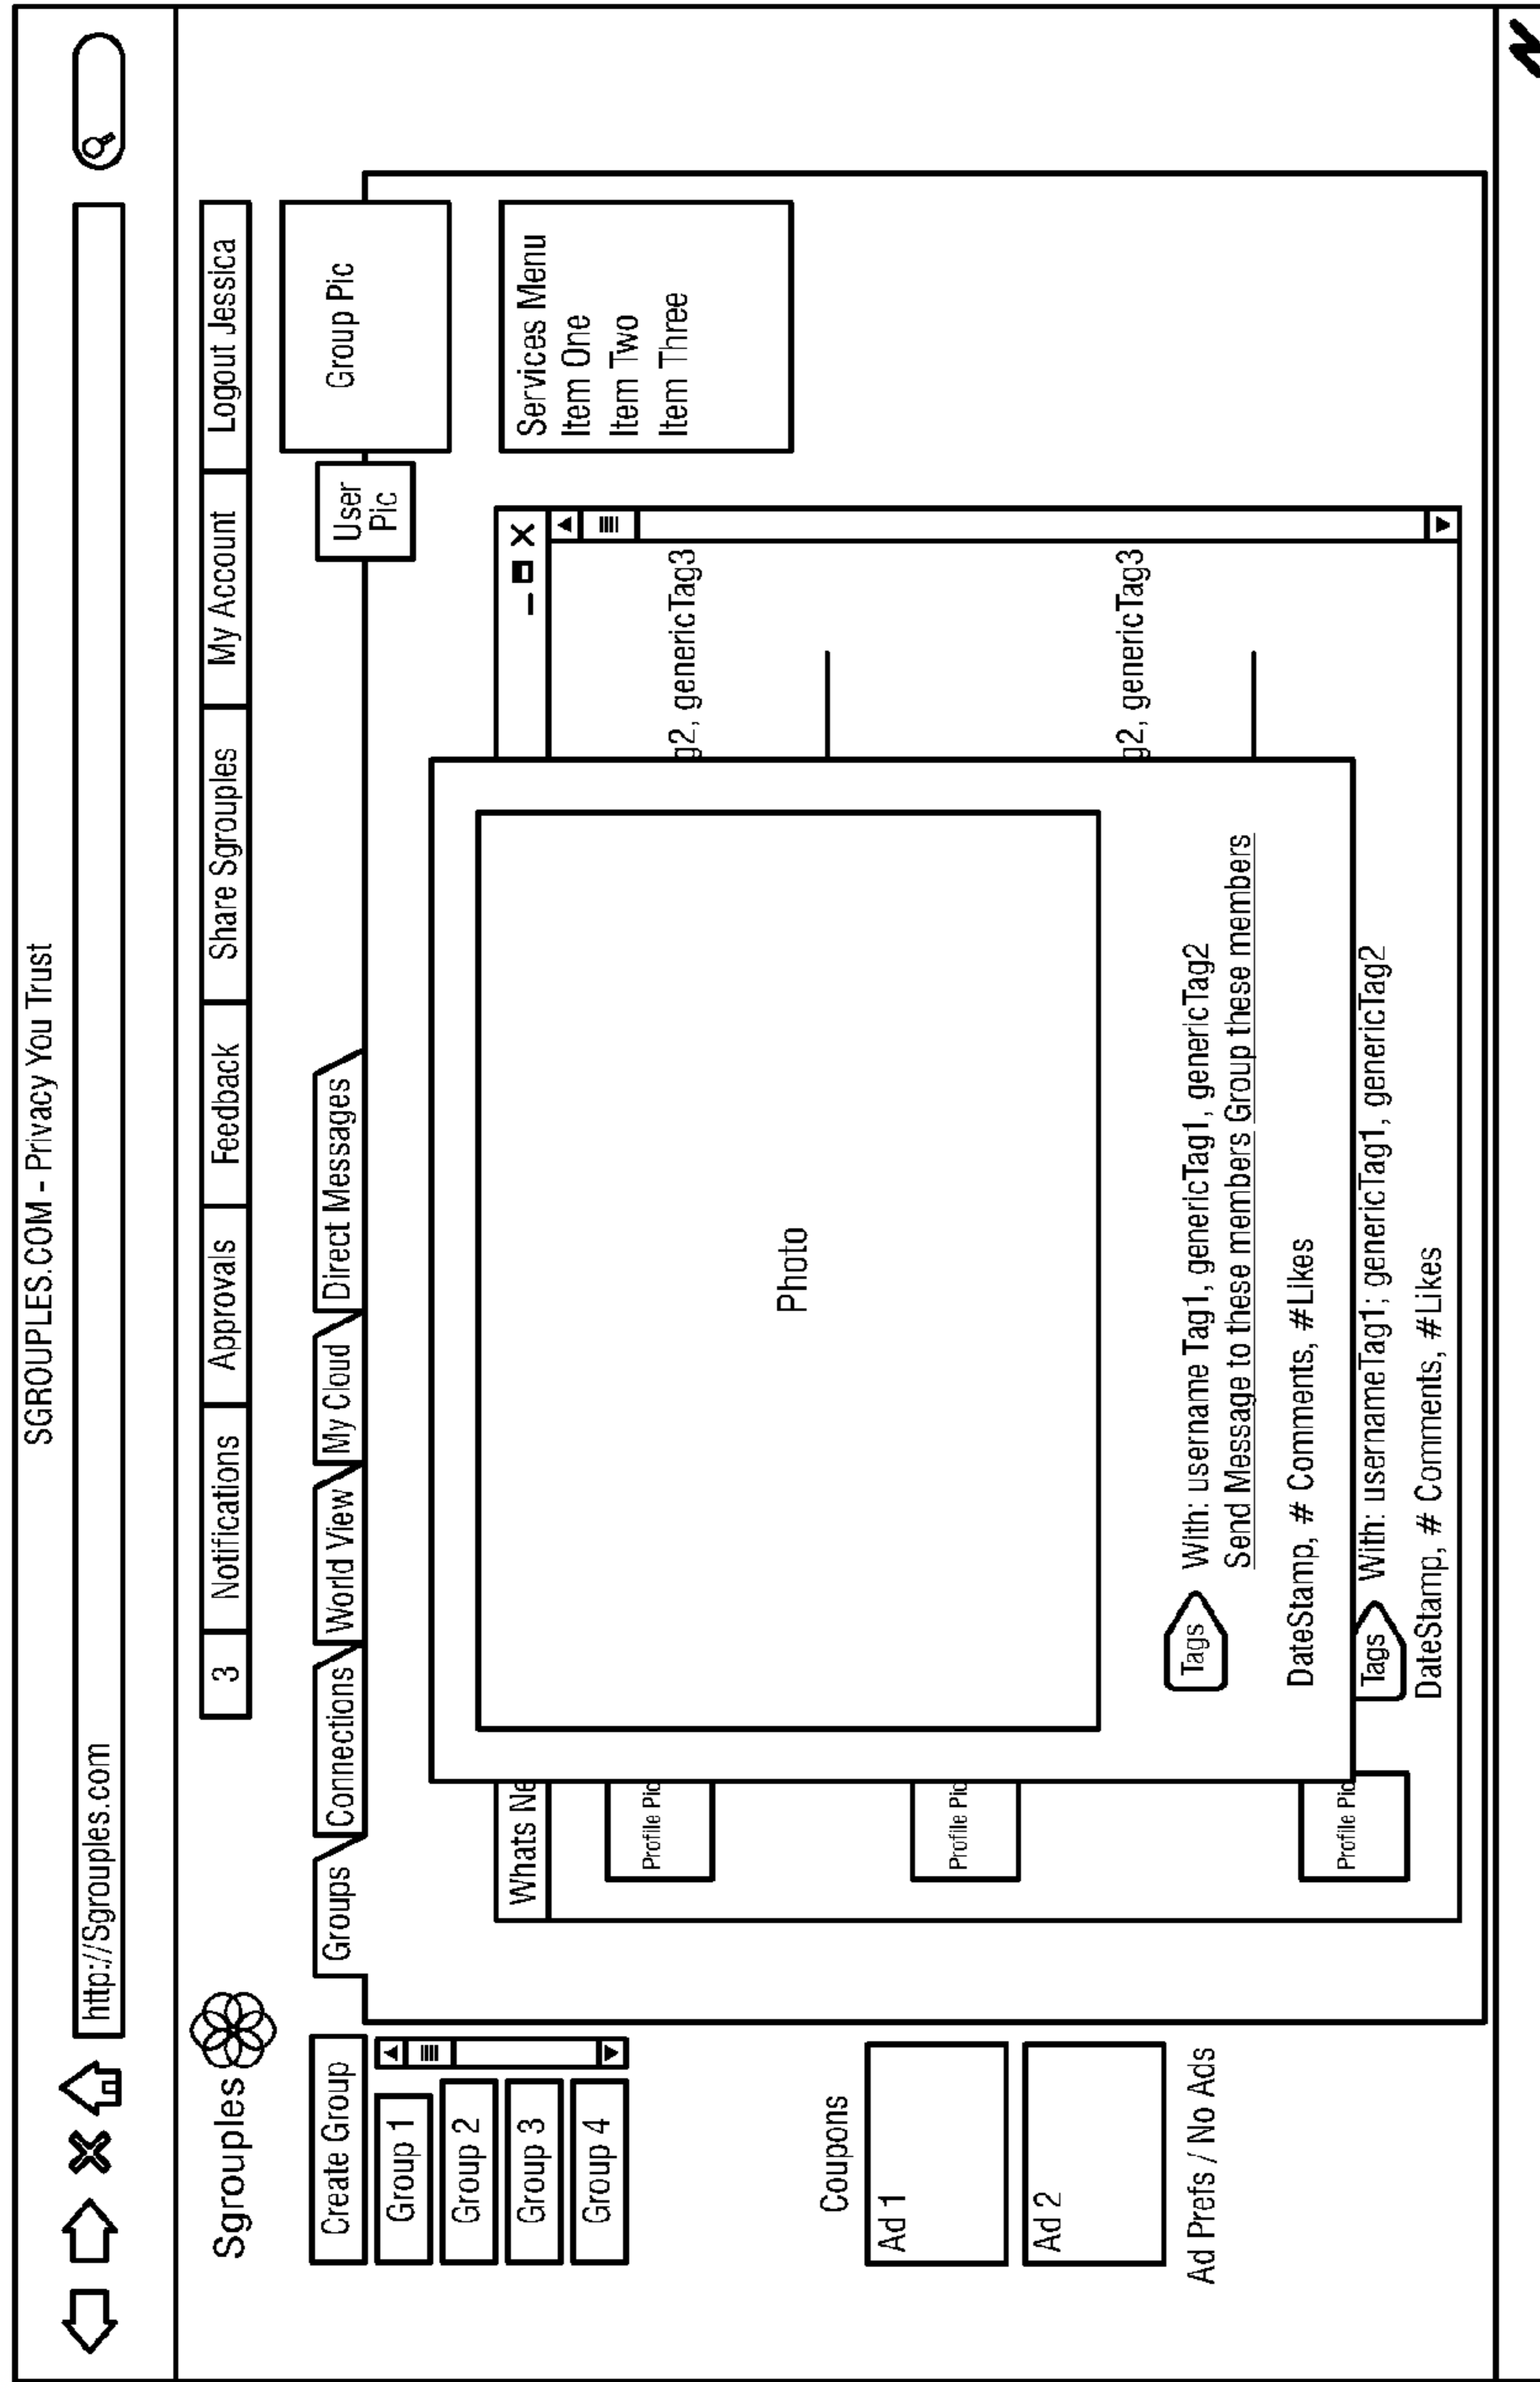 SGROUPLES.COM - Privacy You Trust
http://Sgrouples.com
Sgrouples
3 Notifications Approvals Feedback Share Sgrouples My Account Logout Jessica
Groups Connections World View My Cloud Direct Messages
User
Pic
Group Pic
Create Group
Group 1
Group 2
Group 3
Group 4
Coupons
Ad 1
Ad 2
Ad Prefs / No Ads
Whats Ne
Profile Pic
g2, genericTag3
Profile Pic
g2, genericTag3
Profile Pic
Photo
Tags With: username Tag1, genericTag1, genericTag2
Send Message to these members Group these members
DateStamp, # Comments, #Likes
Tags With: usernameTag1; genericTag1, genericTag2
DateStamp, # Comments, #Likes
Services Menu
Item One
Item Two
Item Three